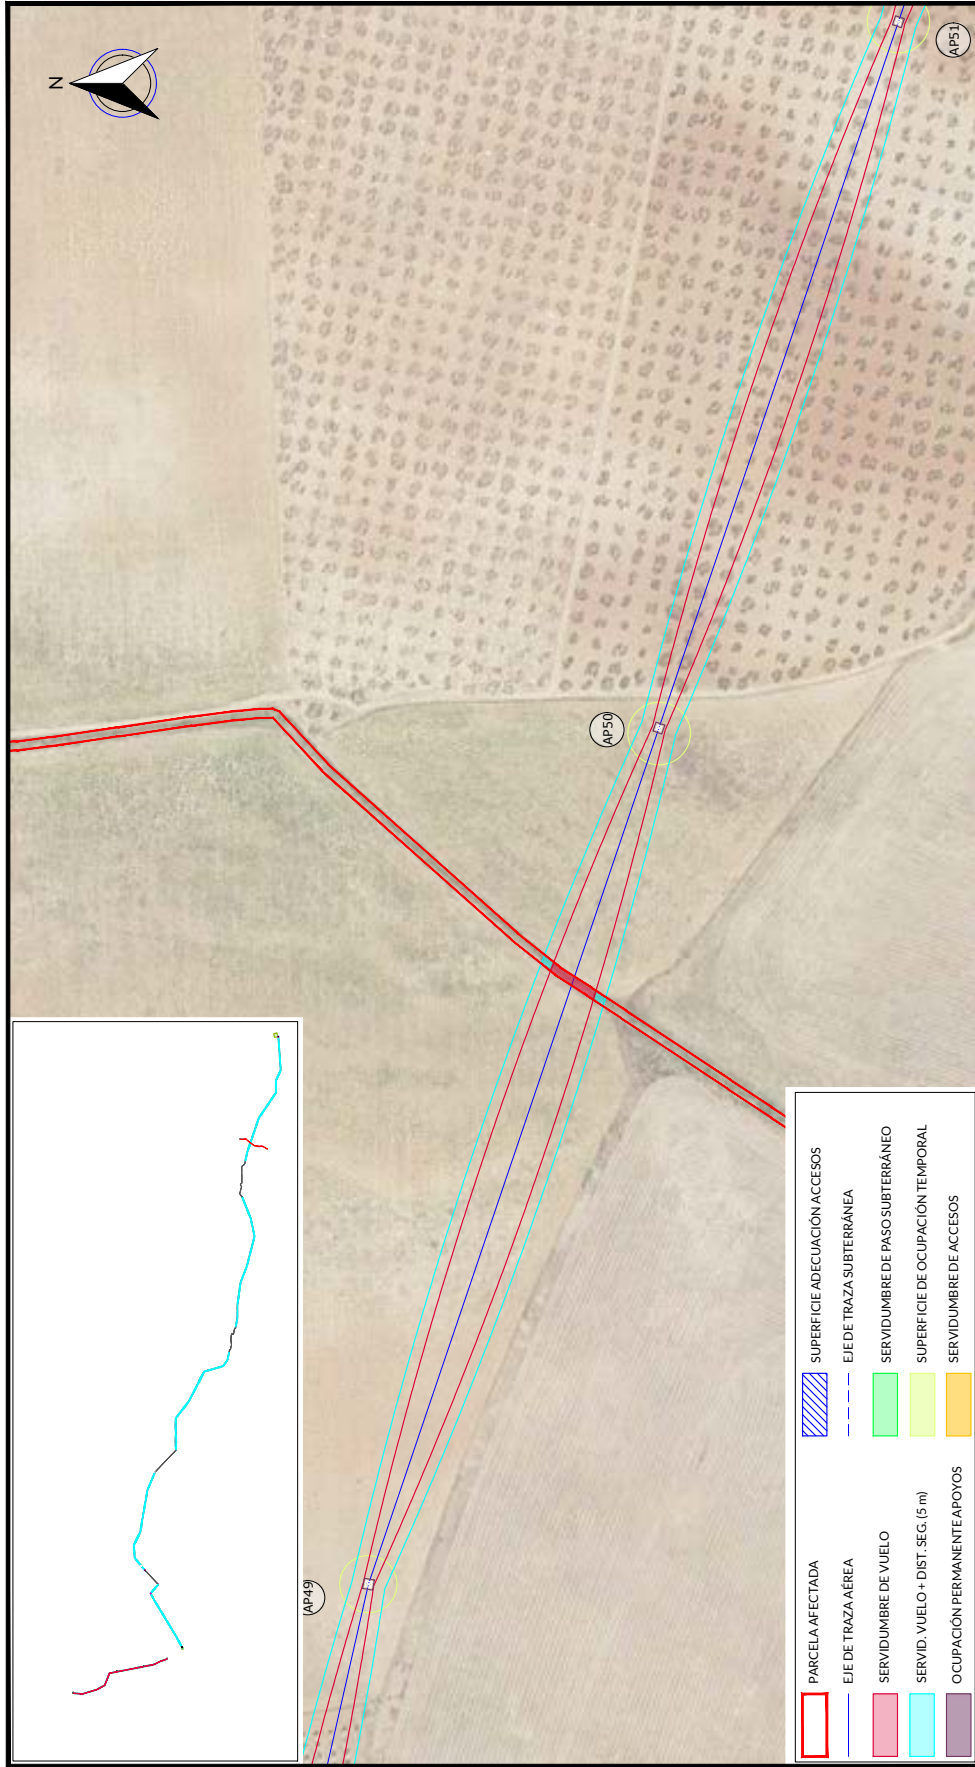 N
AP51
AP50
AP49
PARCELA AFECTADA
EJE DE TRAZA AÉREA
SERVIDUMBRE DE VUELO
SERVID. VUELO + DIST. SEG. (5 m)
OCUPACIÓN PERMANENTE APOYOS
SUPERFICIE ADECUACIÓN ACCESOS
EJE DE TRAZA SUBTERRÁNEA
SERVIDUMBRE DE PASO SUBTERRÁNEO
SUPERFICIE DE OCUPACIÓN TEMPORAL
SERVIDUMBRE DE ACCESOS